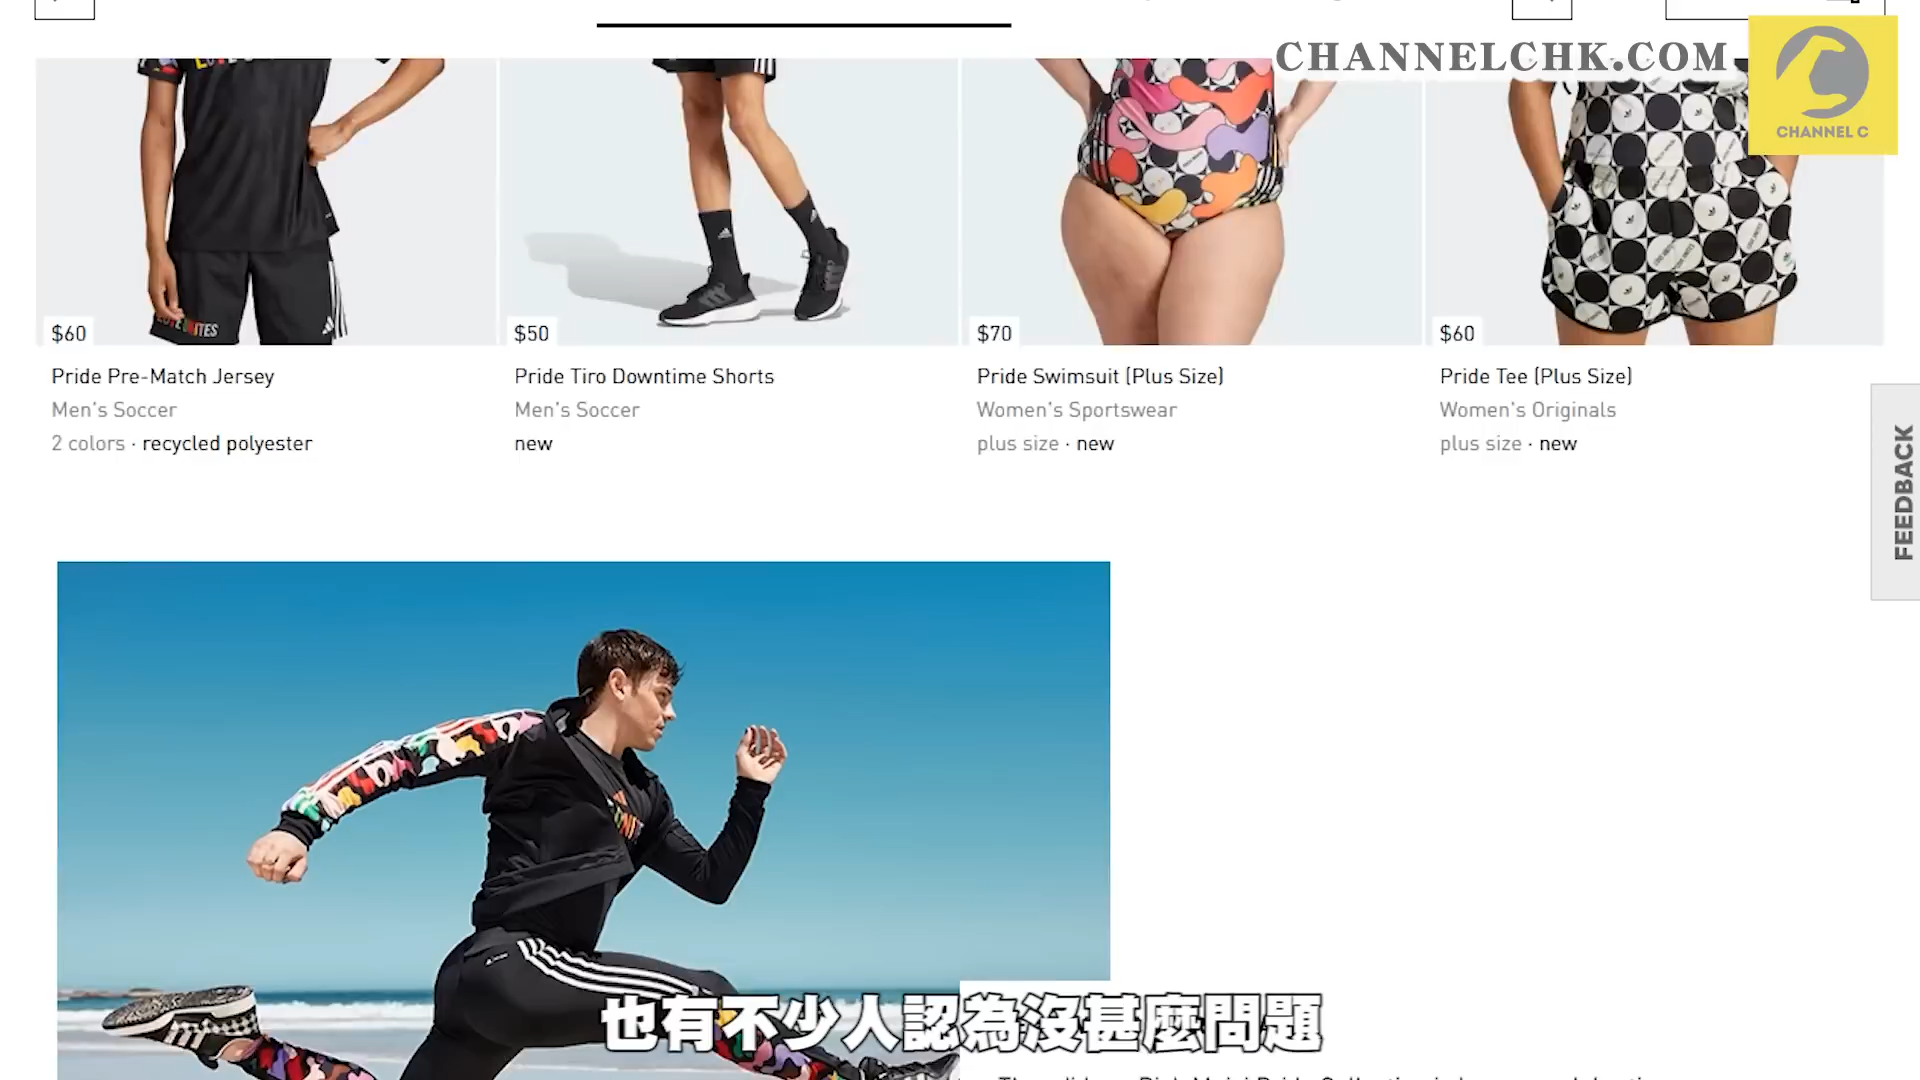 CHANNELCHK.COM
CHANNEL C
UNITES
$60
$50
$70
$60
Pride Pre-Match Jersey
Pride Tiro Downtime Shorts
Pride Swimsuit (Plus Size)
Pride Tee (Plus Size)
Men's Soccer
Men's Soccer
Women's Sportswear
Women's Originals
2 colors · recycled polyester
new
plus size · new
plus size · new
FEEDBACK
也有不少人認為沒甚麼問題